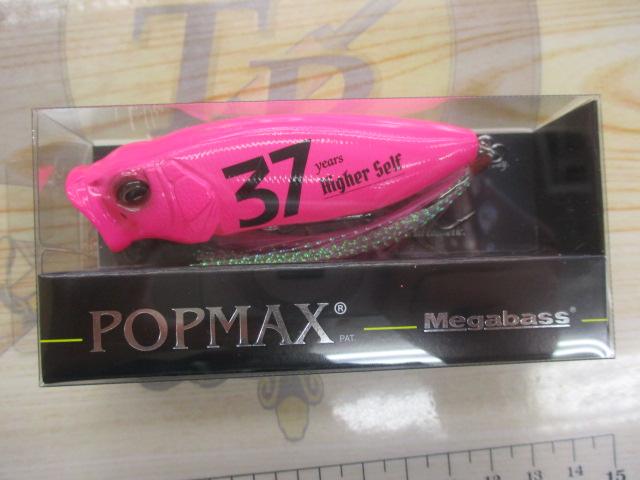 37 years
Higher Self
POPMAX® PAT.
Megabass®
12 13 14 15